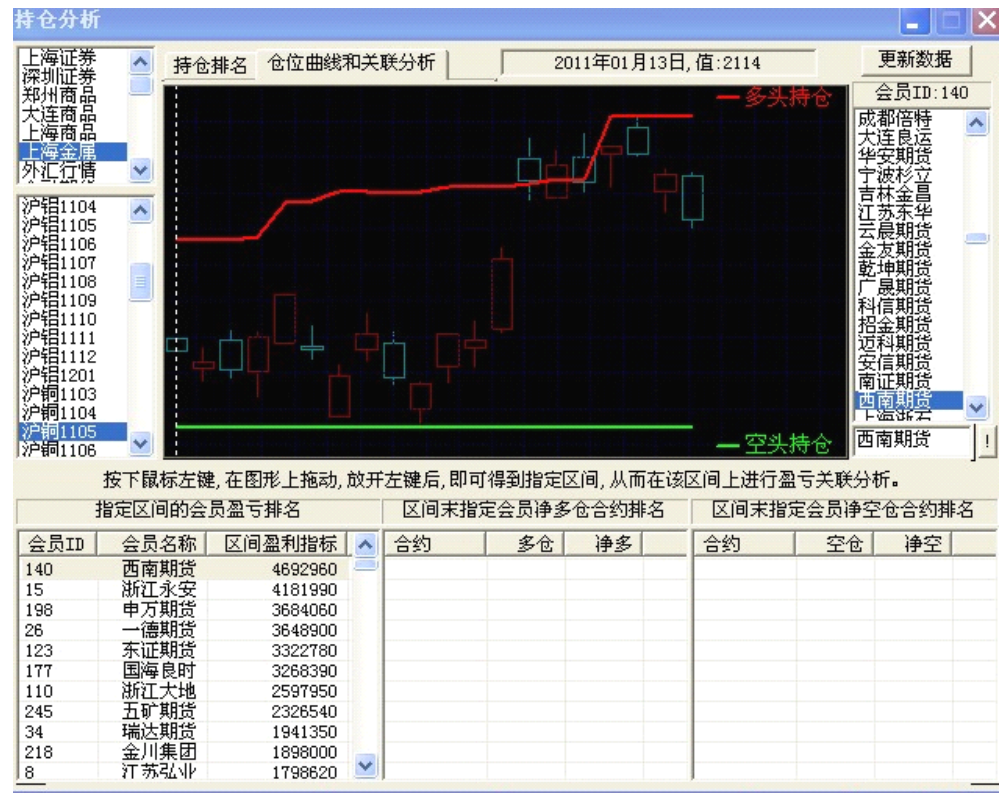 持仓分析
上海证券
深圳证券
郑州商品
大连商品
上海商品
上海金属
外汇行情
沪铝1104
沪铝1105
沪铝1106
沪铝1107
沪铝1108
沪铝1109
沪铝1110
沪铝1111
沪铝1112
沪铝1201
沪铜1103
沪铜1104
沪铜1105
沪铜1106
持仓排名 仓位曲线和关联分析
2011年01月13日,值:2114
多头持仓
空头持仓
更新数据
会员ID:140
成都倍特
大连良运
华安期货
宁波杉立
吉林金昌
江苏东华
云晨期货
金友期货
乾坤期货
广晟期货
科信期货
招金期货
迈科期货
安信期货
南证期货
西南期货
上海浙石
西南期货 !
按下鼠标左键,在图形上拖动,放开左键后,即可得到指定区间,从而在该区间上进行盈亏关联分析。
指定区间的会员盈亏排名 区间末指定会员净多仓合约排名 区间末指定会员净空仓合约排名
会员ID 会员名称 区间盈利指标 合约 多仓 净多 合约 空仓 净空
140 西南期货 4692960
15 浙江永安 4181990
198 申万期货 3684060
26 一德期货 3648900
123 东证期货 3322780
177 国海良时 3268390
110 浙江大地 2597950
245 五矿期货 2326540
34 瑞达期货 1941350
218 金川集团 1898000
8 江苏弘业 1798620